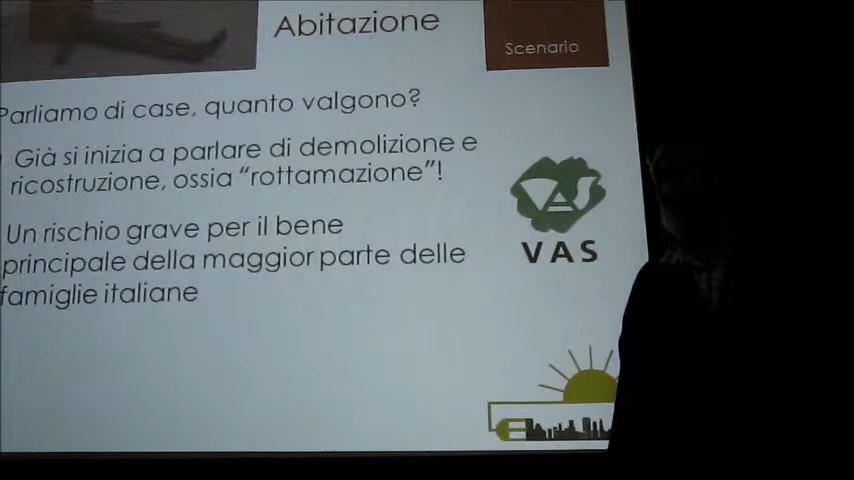 Abitazione
Scenario
Parliamo di case, quanto valgono?
Già si inizia a parlare di demolizione e
ricostruzione, ossia "rottamazione"!
Un rischio grave per il bene
principale della maggior parte delle
famiglie italiane
VAS
VAS